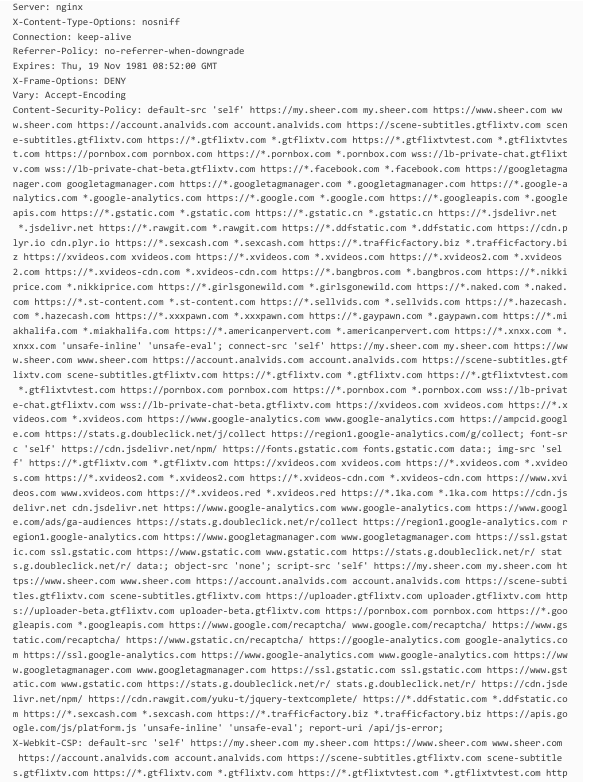 Server: nginx
X-Content-Type-Options: nosniff
Connection: keep-alive
Referrer-Policy: no-referrer-when-downgrade
Expires: Thu, 19 Nov 1981 08:52:00 GMT
X-Frame-Options: DENY
Vary: Accept-Encoding
Content-Security-Policy: default-src 'self' https://my.sheer.com my.sheer.com https://www.sheer.com ww
w.sheer.com https://account.analvids.com account.analvids.com https://scene-subtitles.gtflixtv.com scen
e-subtitles.gtflixtv.com https://*.gtflixtv.com *.gtflixtv.com https://*.gtflixtvtest.com *.gtflixtvtes
t.com https://pornbox.com pornbox.com https://*.pornbox.com *.pornbox.com wss://lb-private-chat.gtflixt
v.com wss://lb-private-chat-beta.gtflixtv.com https://*.facebook.com *.facebook.com https://googletagma
nager.com googletagmanager.com https://*.googletagmanager.com *.googletagmanager.com https://*.google-a
nalytics.com *.google-analytics.com https://*.google.com *.google.com https://*.googleapis.com *.google
apis.com https://*.gstatic.com *.gstatic.com https://*.gstatic.cn *.gstatic.cn https://*.jsdelivr.net
 *.jsdelivr.net https://*.rawgit.com *.rawgit.com https://*.ddfstatic.com *.ddfstatic.com https://cdn.p
lyr.io cdn.plyr.io https://*.sexcash.com *.sexcash.com https://*.trafficfactory.biz *.trafficfactory.bi
z https://xvideos.com xvideos.com https://*.xvideos.com *.xvideos.com https://*.xvideos2.com *.xvideos
2.com https://*.xvideos-cdn.com *.xvideos-cdn.com https://*.bangbros.com *.bangbros.com https://*.nikki
price.com *.nikkiprice.com https://*.girlsgonewild.com *.girlsgonewild.com https://*.naked.com *.naked.
com https://*.st-content.com *.st-content.com https://*.sellvids.com *.sellvids.com https://*.hazecash.
com *.hazecash.com https://*.xxxpawn.com *.xxxpawn.com https://*.gaypawn.com *.gaypawn.com https://*.mi
akhalifa.com *.miakhalifa.com https://*.americanpervert.com *.americanpervert.com https://*.xnxx.com *.
xnxx.com 'unsafe-inline' 'unsafe-eval'; connect-src 'self' https://my.sheer.com my.sheer.com https://ww
w.sheer.com www.sheer.com https://account.analvids.com account.analvids.com https://scene-subtitles.gtf
lixtv.com scene-subtitles.gtflixtv.com https://*.gtflixtv.com *.gtflixtv.com https://*.gtflixtvtest.com
 *.gtflixtvtest.com https://pornbox.com pornbox.com https://*.pornbox.com *.pornbox.com wss://lb-privat
e-chat.gtflixtv.com wss://lb-private-chat-beta.gtflixtv.com https://xvideos.com xvideos.com https://*.x
videos.com *.xvideos.com https://www.google-analytics.com www.google-analytics.com https://ampcid.googl
e.com https://stats.g.doubleclick.net/j/collect https://region1.google-analytics.com/g/collect; font-sr
c 'self' https://cdn.jsdelivr.net/npm/ https://fonts.gstatic.com fonts.gstatic.com data:; img-src 'sel
f' https://*.gtflixtv.com *.gtflixtv.com https://xvideos.com xvideos.com https://*.xvideos.com *.xvideo
s.com https://*.xvideos2.com *.xvideos2.com https://*.xvideos-cdn.com *.xvideos-cdn.com https://www.xvi
deos.com www.xvideos.com https://*.xvideos.red *.xvideos.red https://*.1ka.com *.1ka.com https://cdn.js
delivr.net cdn.jsdelivr.net https://www.google-analytics.com www.google-analytics.com https://www.googl
e.com/ads/ga-audiences https://stats.g.doubleclick.net/r/collect https://region1.google-analytics.com r
egion1.google-analytics.com https://www.googletagmanager.com www.googletagmanager.com https://ssl.gstat
ic.com ssl.gstatic.com https://www.gstatic.com www.gstatic.com https://stats.g.doubleclick.net/r/ stat
s.g.doubleclick.net/r/ data:; object-src 'none'; script-src 'self' https://my.sheer.com my.sheer.com ht
tps://www.sheer.com www.sheer.com https://account.analvids.com account.analvids.com https://scene-subti
tles.gtflixtv.com scene-subtitles.gtflixtv.com https://uploader.gtflixtv.com uploader.gtflixtv.com http
s://uploader-beta.gtflixtv.com uploader-beta.gtflixtv.com https://pornbox.com pornbox.com https://*.goo
gleapis.com *.googleapis.com https://www.google.com/recaptcha/ www.google.com/recaptcha/ https://www.gs
tatic.com/recaptcha/ https://www.gstatic.cn/recaptcha/ https://google-analytics.com google-analytics.co
m https://ssl.google-analytics.com https://www.google-analytics.com www.google-analytics.com https://ww
w.googletagmanager.com www.googletagmanager.com https://ssl.gstatic.com ssl.gstatic.com https://www.gst
atic.com www.gstatic.com https://stats.g.doubleclick.net/r/ stats.g.doubleclick.net/r/ https://cdn.jsde
livr.net/npm/ https://cdn.rawgit.com/yuku-t/jquery-textcomplete/ https://*.ddfstatic.com *.ddfstatic.co
m https://*.sexcash.com *.sexcash.com https://*.trafficfactory.biz *.trafficfactory.biz https://apis.go
ogle.com/js/platform.js 'unsafe-inline' 'unsafe-eval'; report-uri /api/js-error;
X-Webkit-CSP: default-src 'self' https://my.sheer.com my.sheer.com https://www.sheer.com www.sheer.com
 https://account.analvids.com account.analvids.com https://scene-subtitles.gtflixtv.com scene-subtitle
s.gtflixtv.com https://*.gtflixtv.com *.gtflixtv.com https://*.gtflixtvtest.com *.gtflixtvtest.com http